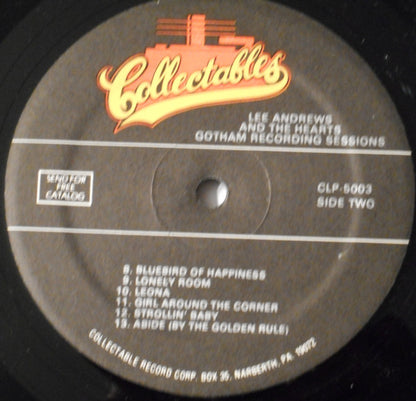 Collectables
LEE ANDREWS
AND THE HEARTS
GOTHAM RECORDING SESSIONS
SEND FOR
FREE
CATALOG
CLP-5003
SIDE TWO
8. BLUEBIRD OF HAPPINESS
9. LONELY ROOM
10. LEONA
11. GIRL AROUND THE CORNER
12. STROLLIN' BABY
13. ASIDE (BY THE GOLDEN RULE)
COLLECTABLE RECORD CORP. BOX 35, NARBERTH, PA. 19072